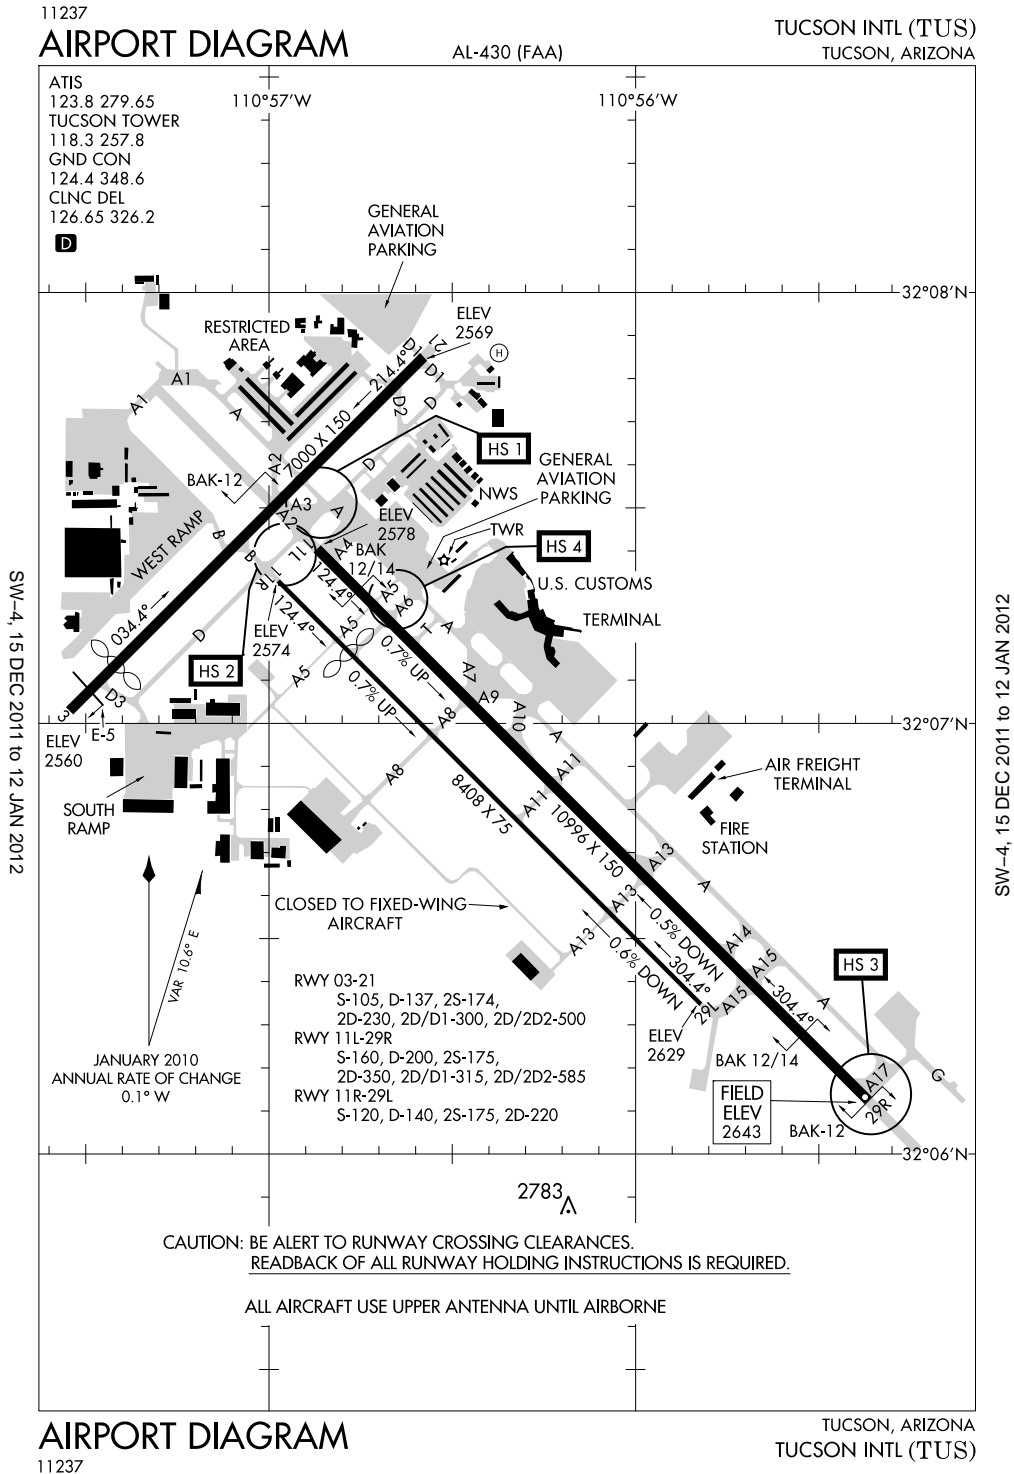 11237
AIRPORT DIAGRAM
AL-430 (FAA)
TUCSON INTL (TUS)
TUCSON, ARIZONA
ATIS
123.8 279.65
TUCSON TOWER
118.3 257.8
GND CON
124.4 348.6
CLNC DEL
126.65 326.2
D
110°57'W
110°56'W
GENERAL
AVIATION
PARKING
32°08'N
RESTRICTED
AREA
ELEV
2569
21
H
D1
D1
214.4°
A1
A1
A
D2
D
7000 X 150
HS 1
A2
BAK-12
D
GENERAL
AVIATION
PARKING
NWS
A3
A2
A
ELEV
2578
TWR
HS 4
WEST RAMP
B
B
11L
A4
BAK
12/14
11R
124.4°
A5
A6
U.S. CUSTOMS
TERMINAL
034.4°
D
ELEV
2574
124.4°
A5
T
A
HS 2
A5
0.7% UP
0.7% UP
A7
A9
D3
3
E-5
ELEV
2560
A8
A10
A
32°07'N
A8
A11
A11
8408 X 75
10996 X 150
AIR FREIGHT
TERMINAL
SOUTH
RAMP
FIRE
STATION
A13
A
CLOSED TO FIXED-WING
AIRCRAFT
A13
A13
0.5% DOWN
0.6% DOWN
304.4°
A14
A15
A15
304.4°
A
29L
HS 3
VAR 10.6° E
JANUARY 2010
ANNUAL RATE OF CHANGE
0.1° W
RWY 03-21
S-105, D-137, 2S-174,
2D-230, 2D/D1-300, 2D/2D2-500
RWY 11L-29R
S-160, D-200, 2S-175,
2D-350, 2D/D1-315, 2D/2D2-585
RWY 11R-29L
S-120, D-140, 2S-175, 2D-220
ELEV
2629
BAK 12/14
FIELD
ELEV
2643
BAK-12
A17
29R
G
32°06'N
2783
CAUTION: BE ALERT TO RUNWAY CROSSING CLEARANCES.
READBACK OF ALL RUNWAY HOLDING INSTRUCTIONS IS REQUIRED.
ALL AIRCRAFT USE UPPER ANTENNA UNTIL AIRBORNE
SW-4, 15 DEC 2011 to 12 JAN 2012
SW-4, 15 DEC 2011 to 12 JAN 2012
AIRPORT DIAGRAM
11237
TUCSON, ARIZONA
TUCSON INTL (TUS)